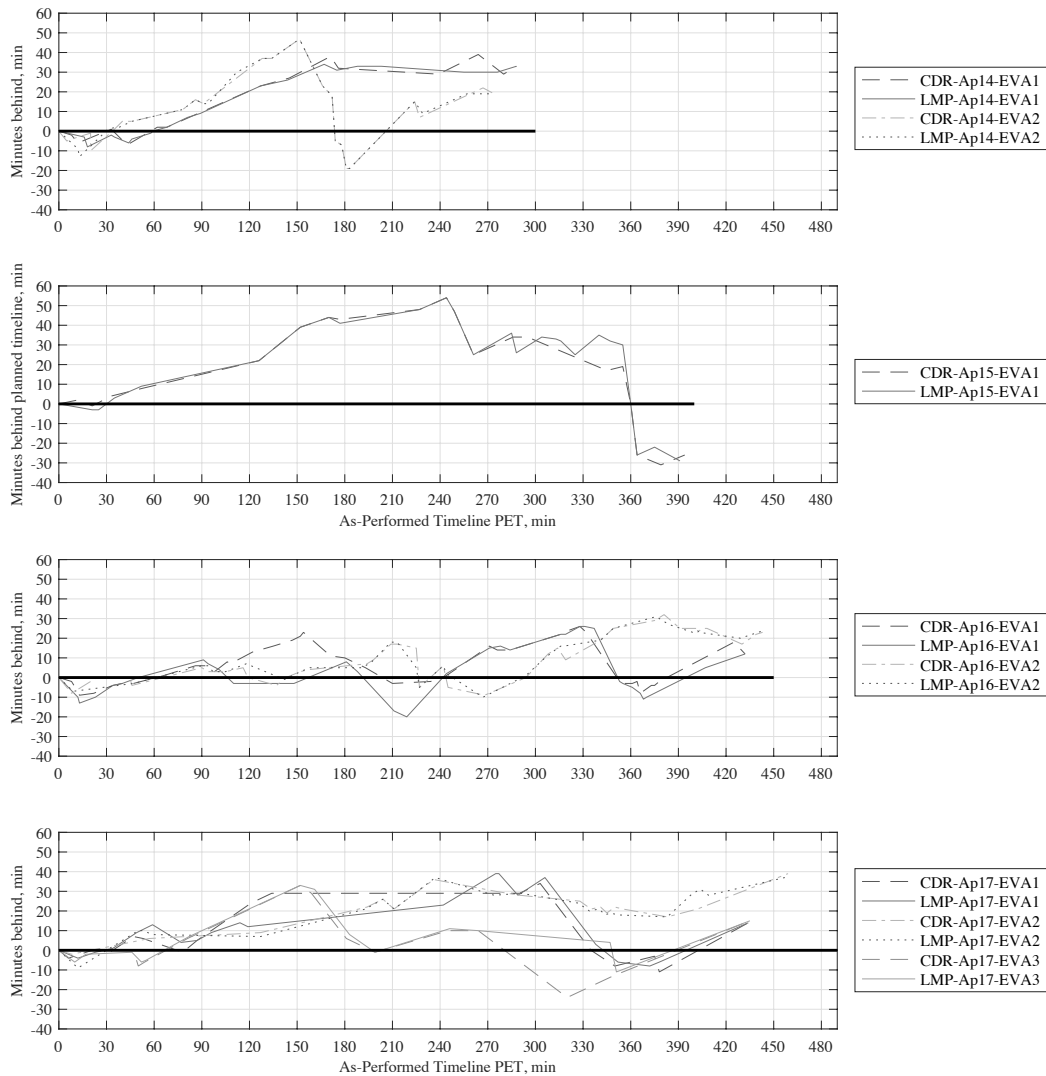 Minutes behind, min
60
50
40
30
20
10
0
-10
-20
-30
-40
0 30 60 90 120 150 180 210 240 270 300 330 360 390 420 450 480
CDR-Ap14-EVA1
LMP-Ap14-EVA1
CDR-Ap14-EVA2
LMP-Ap14-EVA2
Minutes behind planned timeline, min
60
50
40
30
20
10
0
-10
-20
-30
-40
0 30 60 90 120 150 180 210 240 270 300 330 360 390 420 450 480
As-Performed Timeline PET, min
CDR-Ap15-EVA1
LMP-Ap15-EVA1
Minutes behind, min
60
50
40
30
20
10
0
-10
-20
-30
-40
0 30 60 90 120 150 180 210 240 270 300 330 360 390 420 450 480
CDR-Ap16-EVA1
LMP-Ap16-EVA1
CDR-Ap16-EVA2
LMP-Ap16-EVA2
Minutes behind, min
60
50
40
30
20
10
0
-10
-20
-30
-40
0 30 60 90 120 150 180 210 240 270 300 330 360 390 420 450 480
As-Performed Timeline PET, min
CDR-Ap17-EVA1
LMP-Ap17-EVA1
CDR-Ap17-EVA2
LMP-Ap17-EVA2
CDR-Ap17-EVA3
LMP-Ap17-EVA3